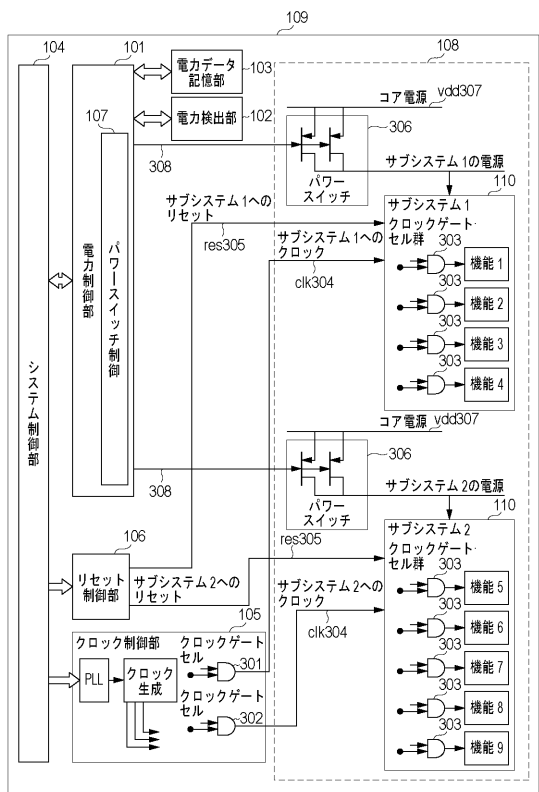 109
104
101
108
電力データ
記憶部
103
vdd307
コア電源
電力検出部
102
306
107
308
サブシステム1の電源
パワー
スイッチ
110
サブシステム1への
リセット
res305
サブシステム1
クロックゲート・
セル群
サブシステム1への
クロック
clk304
303
機能1
303
機能2
303
機能3
303
機能4
電力制御部
パワースイッチ制御
システム制御部
コア電源
vdd307
306
308
サブシステム2の電源
パワー
スイッチ
110
res305
サブシステム2
クロックゲート・
セル群
106
リセット
制御部
サブシステム2への
リセット
サブシステム2への
クロック
clk304
303
機能5
303
機能6
303
機能7
303
機能8
303
機能9
105
クロック制御部
PLL
クロック
生成
クロックゲート
セル
301
クロックゲート
セル
302